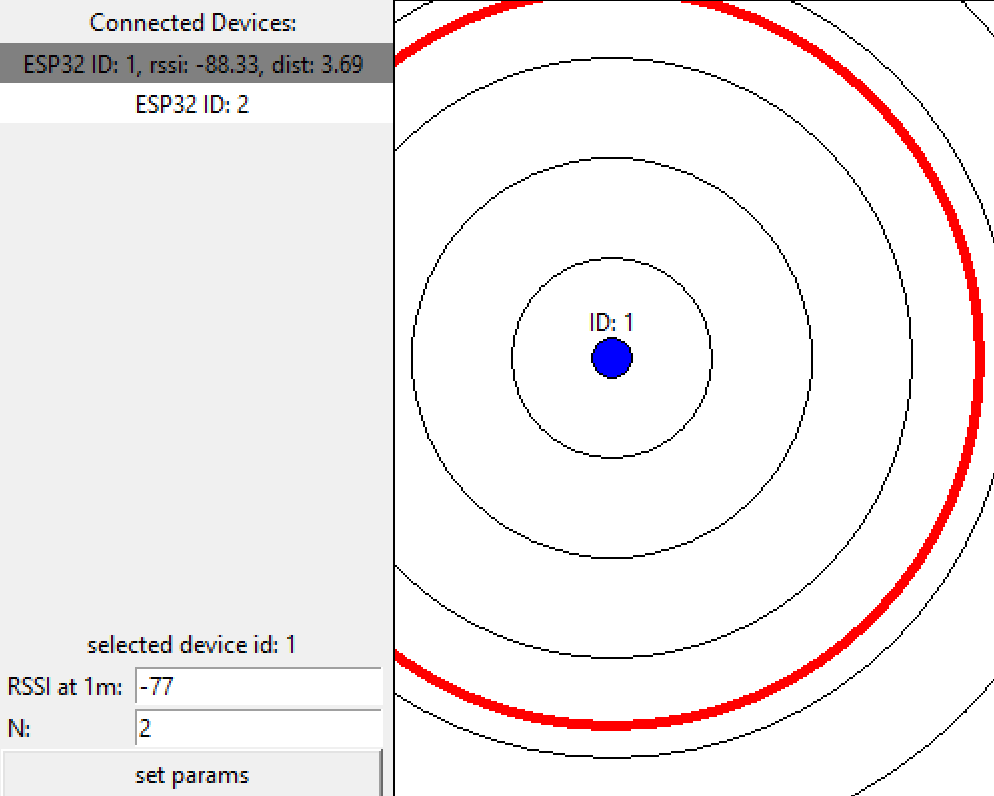 Connected Devices:
ESP32 ID: 1, rssi: -88.33, dist: 3.69
ESP32 ID: 2
ID: 1
selected device id: 1
RSSI at 1m: -77
N: 2
set params